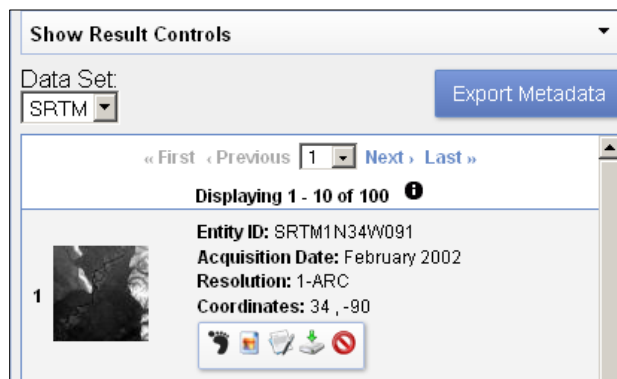 Show Result Controls
Data Set:
SRTM
Export Metadata
« First ‹ Previous 1 Next › Last »
Displaying 1 - 10 of 100 i
Entity ID: SRTM1N34W091
Acquisition Date: February 2002
Resolution: 1-ARC
Coordinates: 34 , -90
1